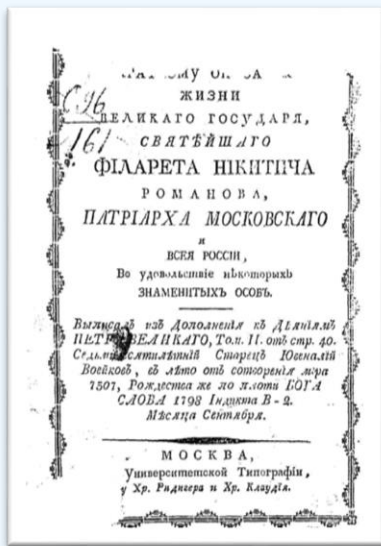 ЖИЗНИ
ВЕЛИКАГО ГОСУДАРЯ,
СВЯТѢЙШАГО
ФІЛАРЕТА НІКИТИЧА
РОМАНОВА,
ПАТРІАРХА МОСКОВСКАГО
И
ВСЕЯ РОССІИ,
Во удовольствіе нѣкоторыхъ
ЗНАМЕНИТЫХЪ ОСОБЪ.
Выписалъ изъ Дополненія къ Дѣяніямъ
ПЕТРА ВЕЛИКАГО, Том. II. отъ стр. 40.
Седьмдесятилѣтній Старецъ Ювеналій
Воейковъ, въ лѣто отъ сотворенія міра
7307, Рождества же по плоти БОГА
СЛОВА 1798 Індикта В - 2.
Мѣсяца Сентября.
МОСКВА,
Университетской Типографіи,
у Хр. Ридигера и Хр. Клаудія.